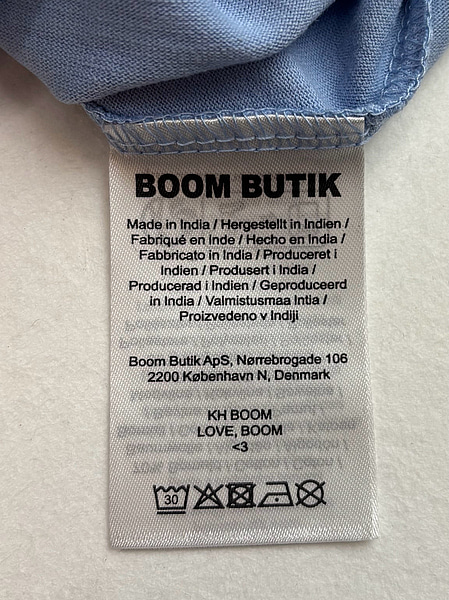 BOOM BUTIK
Made in India / Hergestellt in Indien /
Fabriqué en Inde / Hecho en India /
Fabbricato in India / Produceret i
Indien / Produsert i India /
Producerad i Indien / Geproduceerd
in India / Valmistusmaa Intia /
Proizvedeno v Indiji
Boom Butik ApS, Nørrebrogade 106
2200 København N, Denmark
KH BOOM
LOVE, BOOM
<3
30